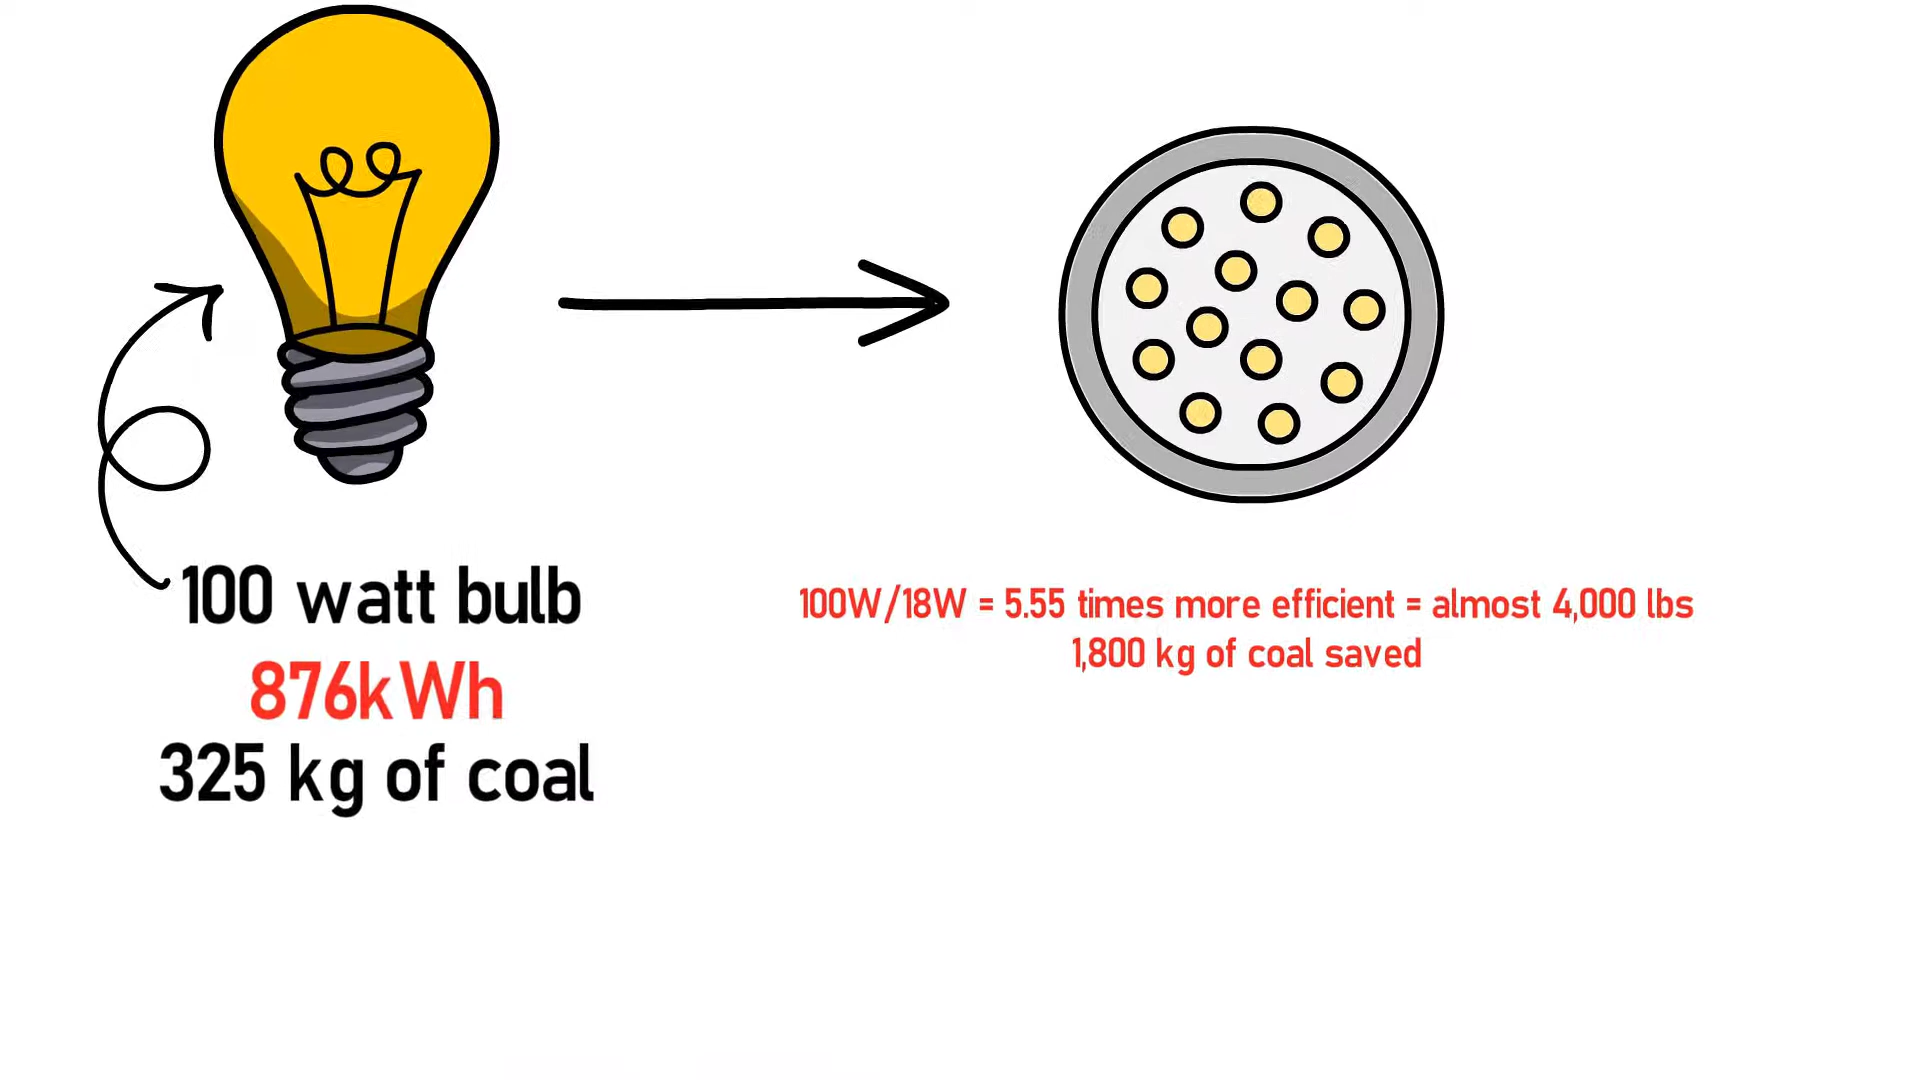 100 watt bulb
876kWh
325 kg of coal
100W/18W = 5.55 times more efficient = almost 4,000 lbs
1,800 kg of coal saved